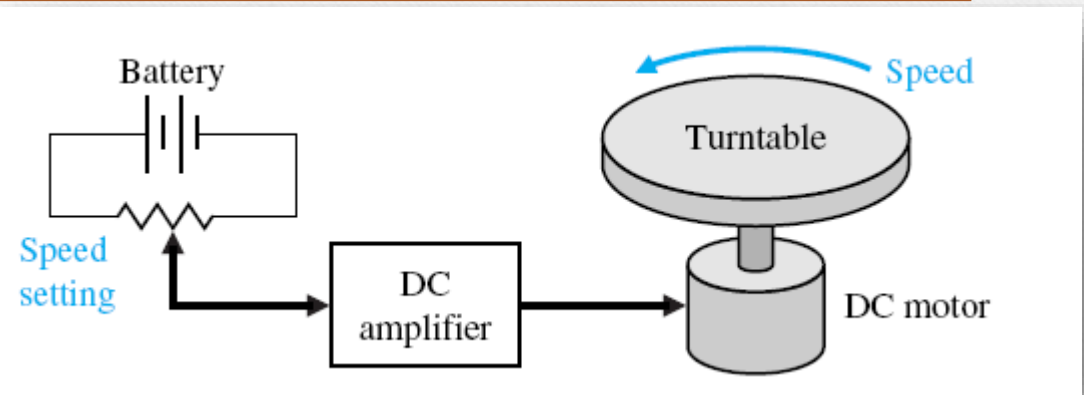 Battery
Speed
Turntable
Speed
setting
DC
amplifier
DC motor